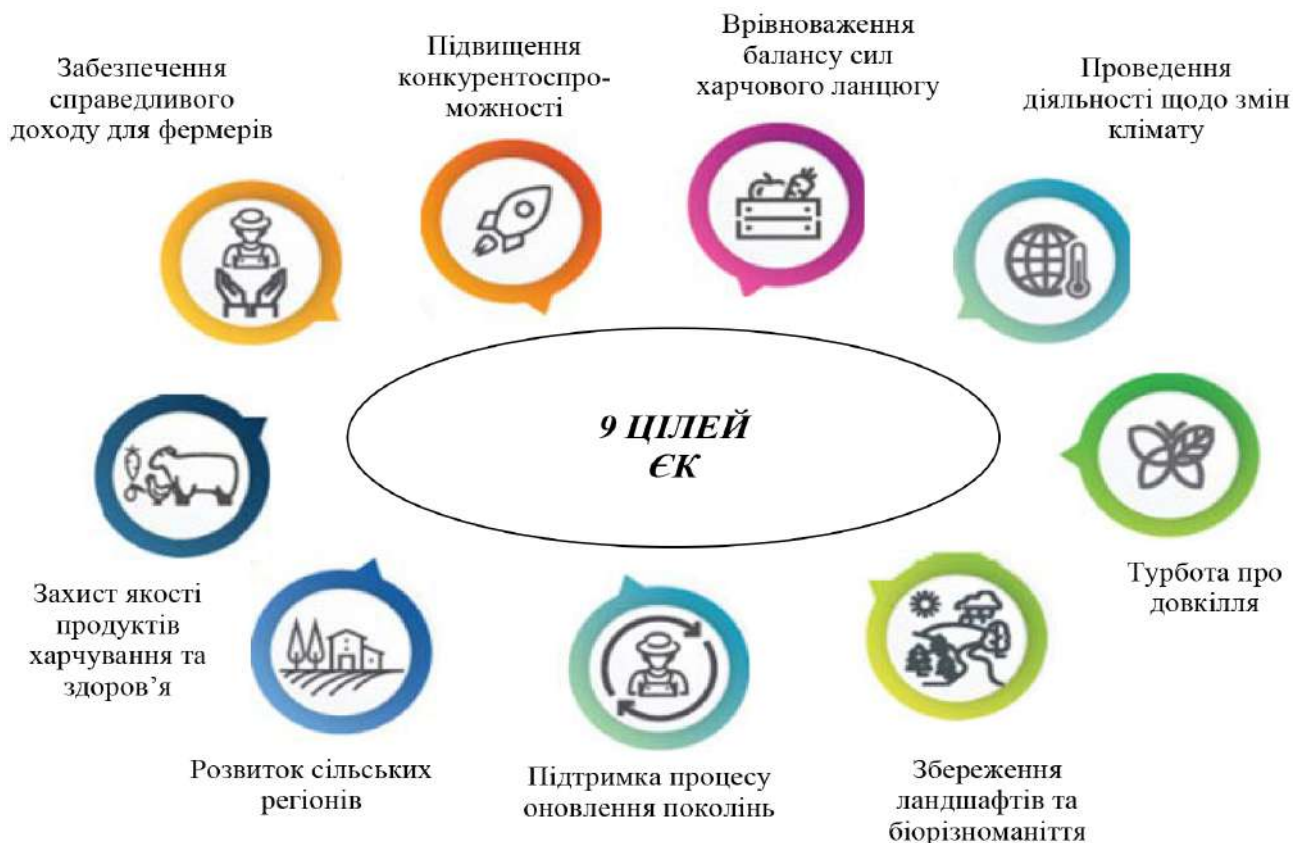 Забезпечення
справедливого
доходу для фермерів
Підвищення
конкурентоспро-
можності
Врівноваження
балансу сил
харчового ланцюгу
Проведення
діяльності щодо змін
клімату
9 ЦІЛЕЙ
ЄК
Турбота про
довкілля
Захист якості
продуктів
харчування та
здоров’я
Розвиток сільських
регіонів
Підтримка процесу
оновлення поколінь
Збереження
ландшафтів та
біорізноманіття